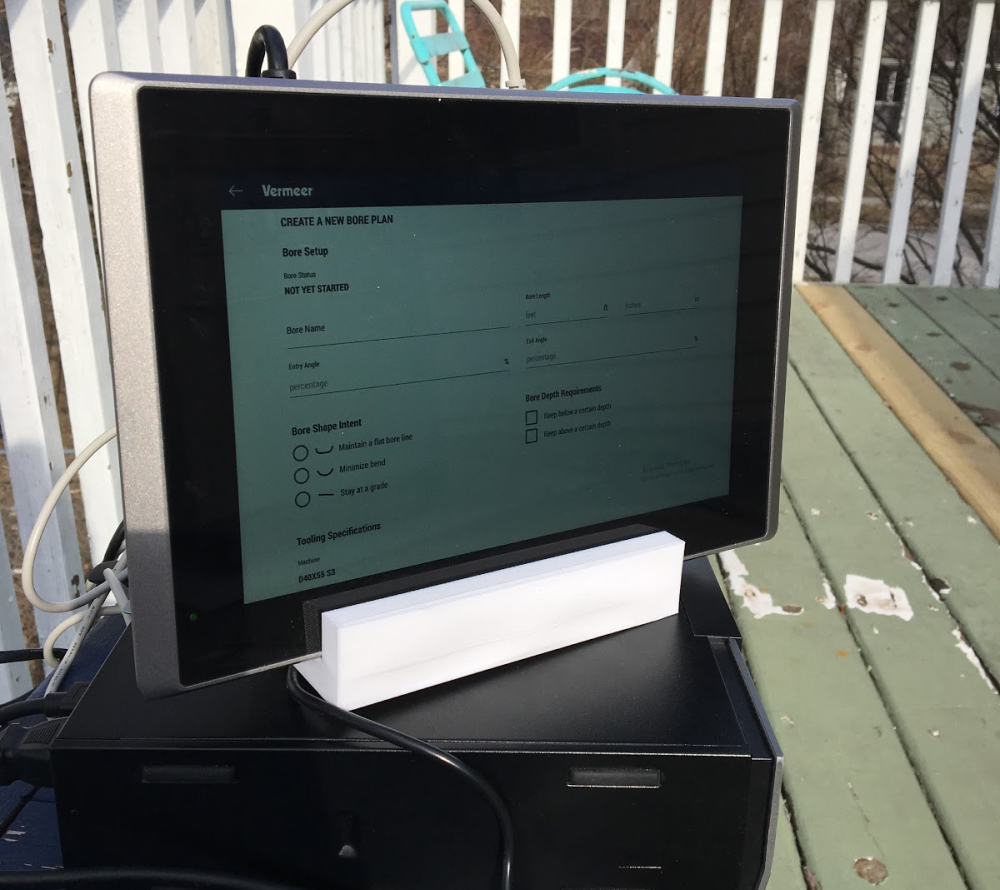 Vermeer
CREATE A NEW BORE PLAN
Bore Setup
Bore Status
NOT YET STARTED
Bore Name
Bore Length
feet ft inches in
Entry Angle %
percentage
Exit Angle %
percentage
Bore Shape Intent
Maintain a flat bore line
Minimize bend
Stay at a grade
Bore Depth Requirements
Keep below a certain depth
Keep above a certain depth
Tooling Specifications
Machine
D40X55 S3